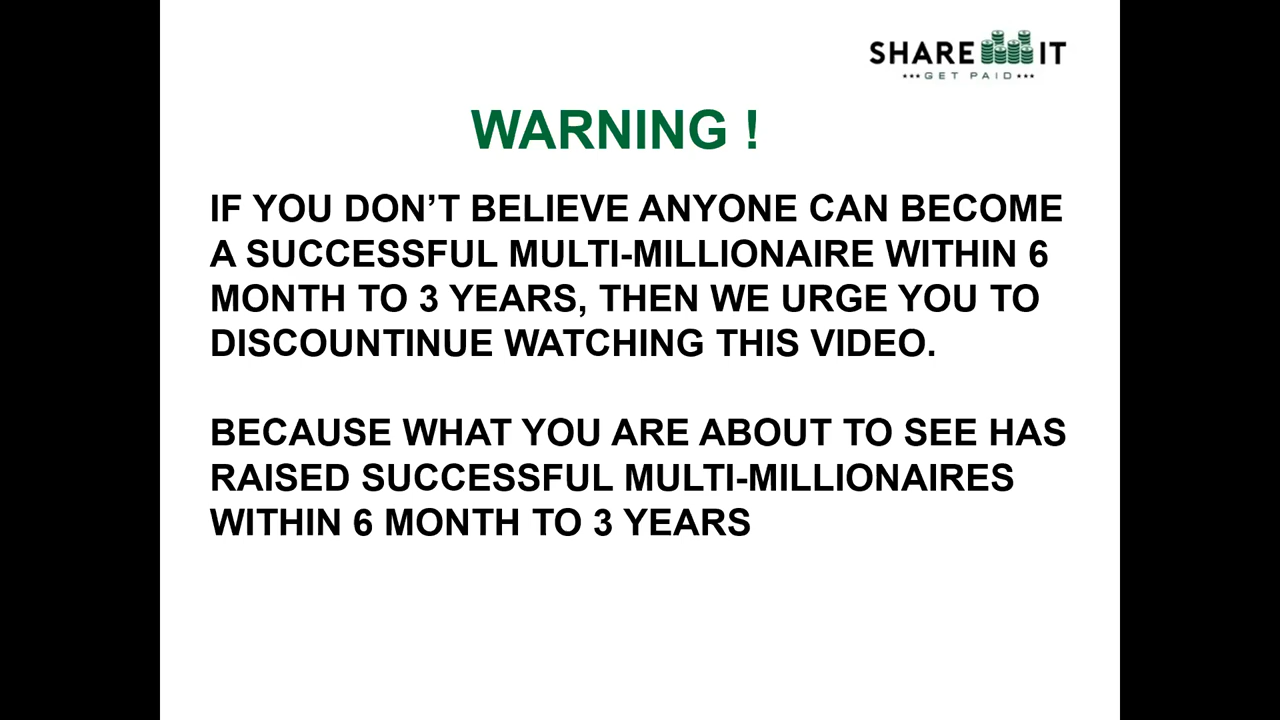 SHARE IT
***GET PAID***
WARNING !
IF YOU DON’T BELIEVE ANYONE CAN BECOME
A SUCCESSFUL MULTI-MILLIONAIRE WITHIN 6
MONTH TO 3 YEARS, THEN WE URGE YOU TO
DISCOUNTINUE WATCHING THIS VIDEO.
BECAUSE WHAT YOU ARE ABOUT TO SEE HAS
RAISED SUCCESSFUL MULTI-MILLIONAIRES
WITHIN 6 MONTH TO 3 YEARS